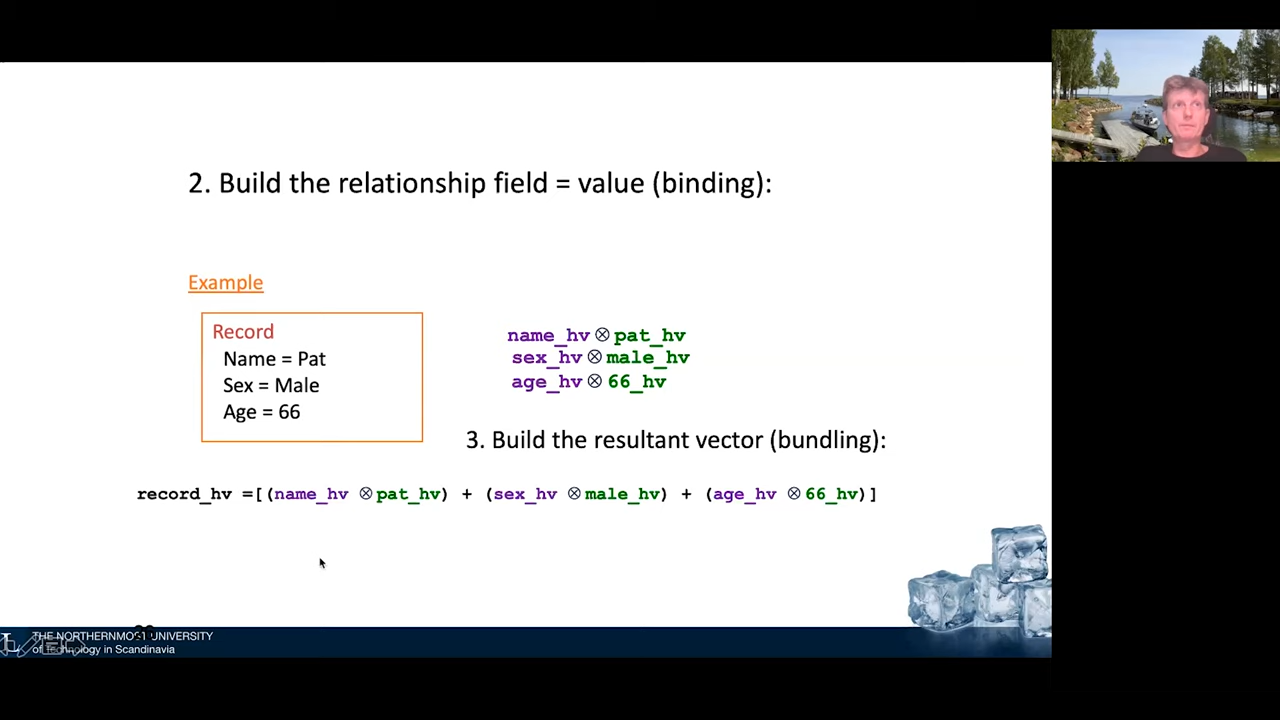 2. Build the relationship field = value (binding):
Example
Record
Name = Pat
Sex = Male
Age = 66
name_hv ⊗ pat_hv
sex_hv ⊗ male_hv
age_hv ⊗ 66_hv
3. Build the resultant vector (bundling):
record_hv =[(name_hv ⊗pat_hv) + (sex_hv ⊗male_hv) + (age_hv ⊗66_hv)]
THE NORTHERNMOST UNIVERSITY
of Technology in Scandinavia